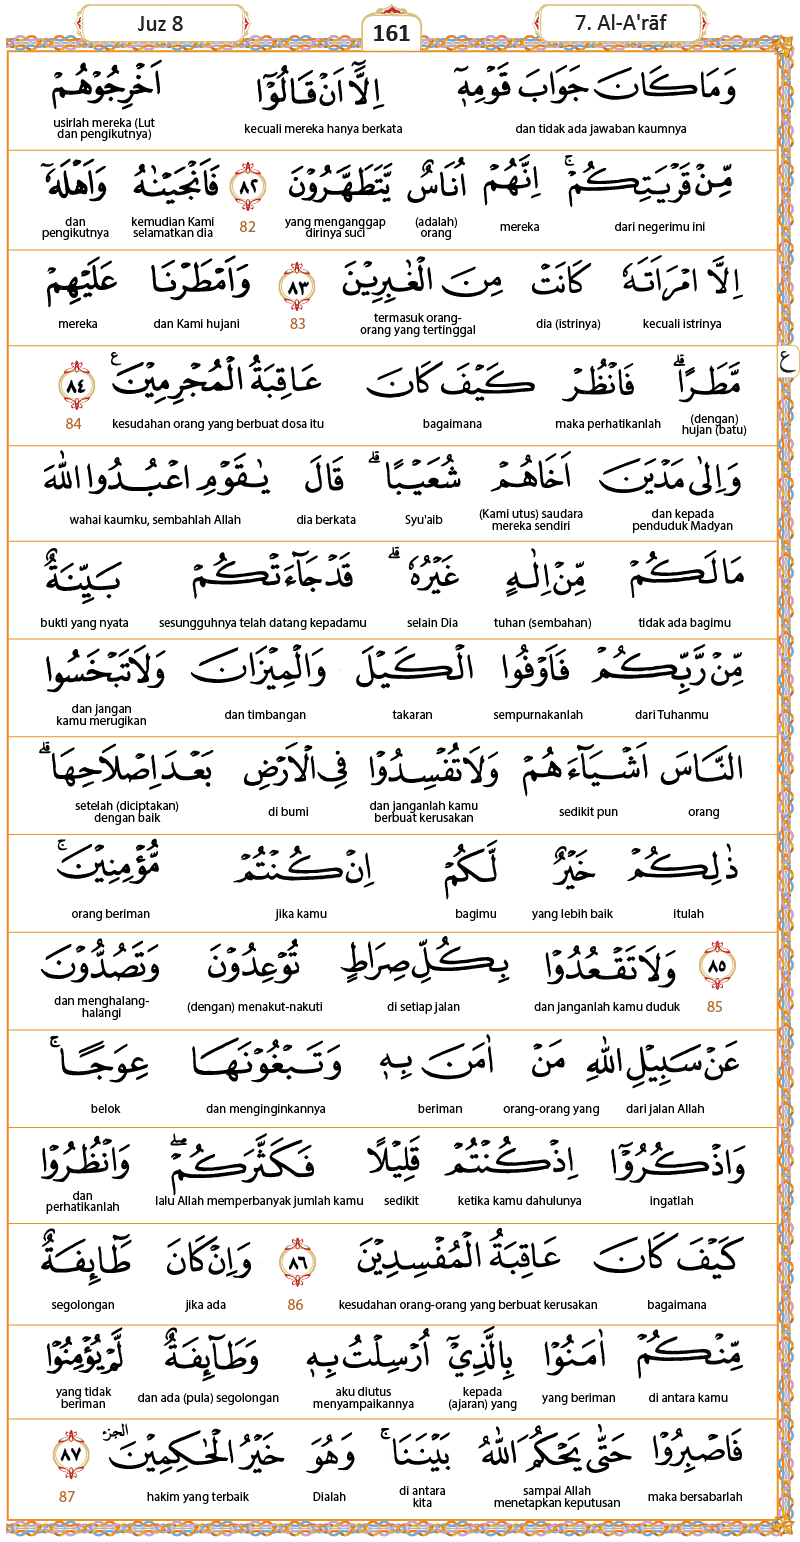 Juz 8
161
7. Al-A'rāf
وَمَا كَانَ جَوَابَ قَوْمِهٖٓ اِلَّآ اَنْ قَالُوْٓا اَخْرِجُوْهُمْ
dan tidak ada jawaban kaumnya
kecuali mereka hanya berkata
usirlah mereka (Lut
dan pengikutnya)
مِّنْ قَرْيَتِكُمْۚ اِنَّهُمْ اُنَاسٌ يَّتَطَهَّرُوْنَ ٨٢ فَاَنْجَيْنٰهُ وَاَهْلَهٗٓ
dari negerimu ini
mereka
(adalah)
orang
yang menganggap
dirinya suci
82
kemudian Kami
selamatkan dia
dan
pengikutnya
اِلَّا امْرَاَتَهٗ كَانَتْ مِنَ الْغٰبِرِيْنَ ٨٣ وَاَمْطَرْنَا عَلَيْهِمْ
kecuali istrinya
dia (istrinya)
termasuk orang-
orang yang tertinggal
83
dan Kami hujani
mereka
مَّطَرًاۗ فَانْظُرْ كَيْفَ كَانَ عَاقِبَةُ الْمُجْرِمِيْنَ ࣖ ٨٤
ع
(dengan)
hujan (batu)
maka perhatikanlah
bagaimana
kesudahan orang yang berbuat dosa itu
84
وَاِلٰى مَدْيَنَ اَخَاهُمْ شُعَيْبًاۗ قَالَ يٰقَوْمِ اعْبُدُوا اللّٰهَ
dan kepada
penduduk Madyan
(Kami utus) saudara
mereka sendiri
Syu'aib
dia berkata
wahai kaumku, sembahlah Allah
مَا لَكُمْ مِّنْ اِلٰهٍ غَيْرُهٗۗ قَدْ جَاۤءَتْكُمْ بَيِّنَةٌ
tidak ada bagimu
tuhan (sembahan)
selain Dia
sesungguhnya telah datang kepadamu
bukti yang nyata
مِّنْ رَّبِّكُمْ فَاَوْفُوا الْكَيْلَ وَالْمِيْزَانَ وَلَا تَبْخَسُوا
dari Tuhanmu
sempurnakanlah
takaran
dan timbangan
dan jangan
kamu merugikan
النَّاسَ اَشْيَاۤءَهُمْ وَلَا تُفْسِدُوْا فِى الْاَرْضِ بَعْدَ اِصْلَاحِهَاۗ
orang
sedikit pun
dan janganlah kamu
berbuat kerusakan
di bumi
setelah (diciptakan)
dengan baik
ذٰلِكُمْ خَيْرٌ لَّكُمْ اِنْ كُنْتُمْ مُّؤْمِنِيْنَۚ
itulah
yang lebih baik
bagimu
jika kamu
orang beriman
٨٥ وَلَا تَقْعُدُوْا بِكُلِّ صِرَاطٍ تُوْعِدُوْنَ وَتَصُدُّوْنَ
85
dan janganlah kamu duduk
di setiap jalan
(dengan) menakut-nakuti
dan menghalang-
halangi
عَنْ سَبِيْلِ اللّٰهِ مَنْ اٰمَنَ بِهٖ وَتَبْغُوْنَهَا عِوَجًاۚ
dari jalan Allah
orang-orang yang
beriman
dan menginginkannya
belok
وَاذْكُرُوْٓا اِذْ كُنْتُمْ قَلِيْلًا فَكَثَّرَكُمْۖ وَانْظُرُوْا
ingatlah
ketika kamu dahulunya
sedikit
lalu Allah memperbanyak jumlah kamu
dan
perhatikanlah
كَيْفَ كَانَ عَاقِبَةُ الْمُفْسِدِيْنَ ٨٦ وَاِنْ كَانَ طَاۤىِٕفَةٌ
bagaimana
kesudahan orang-orang yang berbuat kerusakan
86
jika ada
segolongan
مِّنْكُمْ اٰمَنُوْا بِالَّذِيْٓ اُرْسِلْتُ بِهٖ وَطَاۤىِٕفَةٌ لَّمْ يُؤْمِنُوْا
di antara kamu
yang beriman
kepada
(ajaran) yang
aku diutus
menyampaikannya
dan ada (pula) segolongan
yang tidak
beriman
فَاصْبِرُوْا حَتّٰى يَحْكُمَ اللّٰهُ بَيْنَنَاۚ وَهُوَ خَيْرُ الْحٰكِمِيْنَ الجزء ٨٧
maka bersabarlah
sampai Allah
menetapkan keputusan
di antara
kita
Dialah
hakim yang terbaik
87